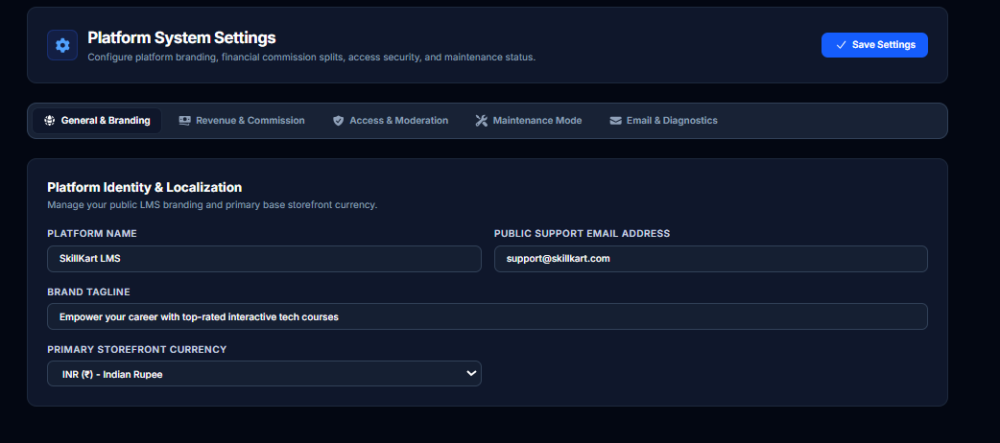 Platform System Settings
Configure platform branding, financial commission splits, access security, and maintenance status.
Save Settings
General & Branding
Revenue & Commission
Access & Moderation
Maintenance Mode
Email & Diagnostics
Platform Identity & Localization
Manage your public LMS branding and primary base storefront currency.
PLATFORM NAME
SkillKart LMS
PUBLIC SUPPORT EMAIL ADDRESS
support@skillkart.com
BRAND TAGLINE
Empower your career with top-rated interactive tech courses
PRIMARY STOREFRONT CURRENCY
INR (₹) - Indian Rupee